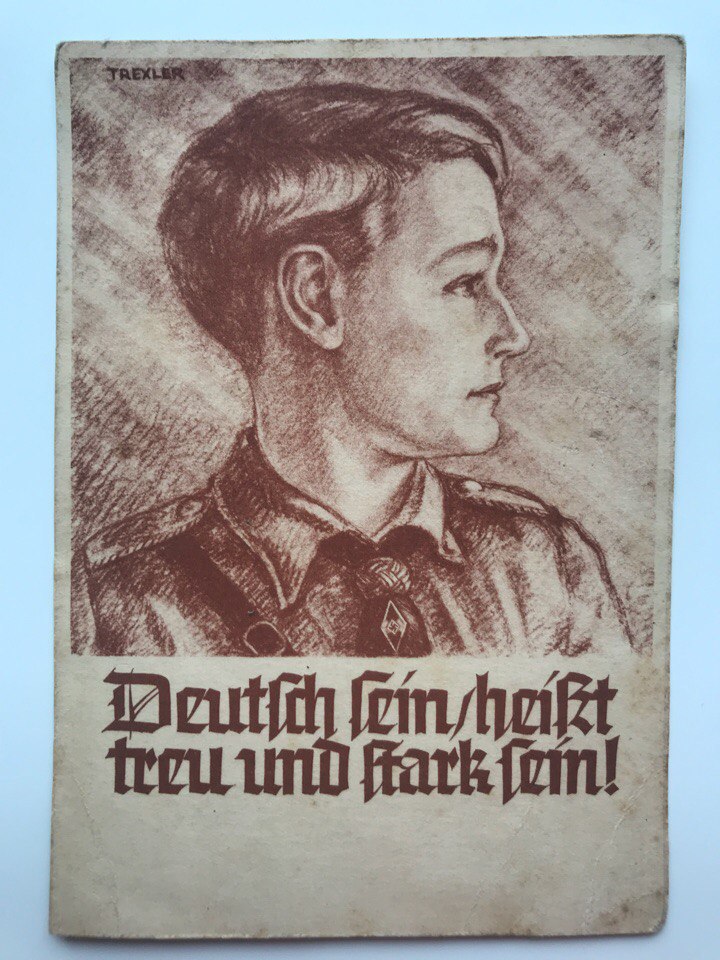 TREXLER
Deutſch ſein / heißt
treu und ſtark ſein!